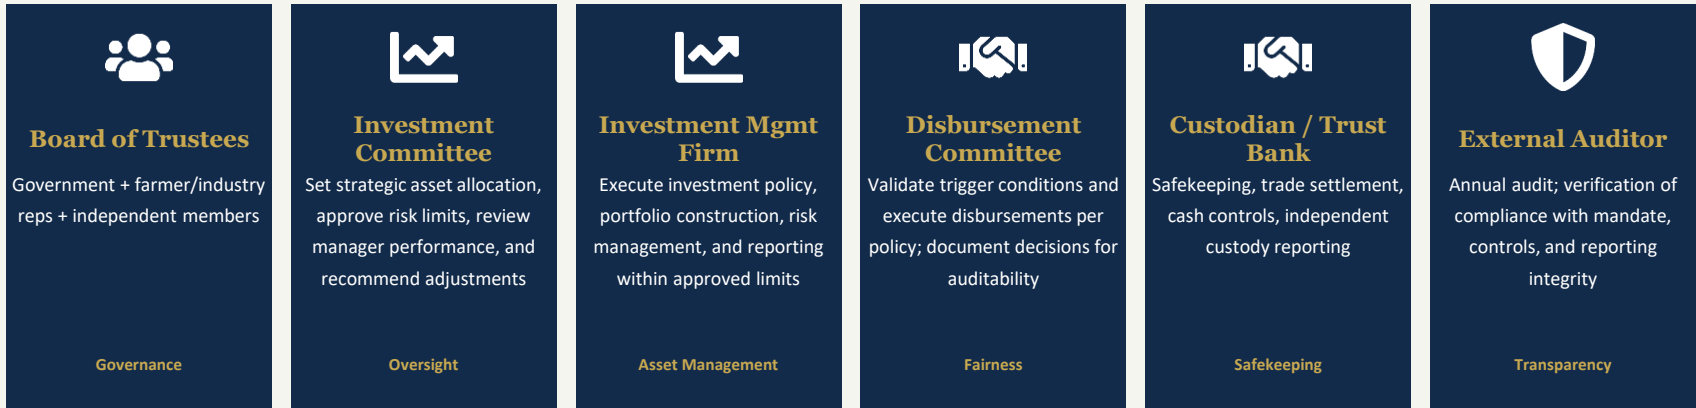 Board of Trustees
Government + farmer/industry
reps + independent members
Governance
Investment
Committee
Set strategic asset allocation,
approve risk limits, review
manager performance, and
recommend adjustments
Oversight
Investment Mgmt
Firm
Execute investment policy,
portfolio construction, risk
management, and reporting
within approved limits
Asset Management
Disbursement
Committee
Validate trigger conditions and
execute disbursements per
policy; document decisions for
auditability
Fairness
Custodian / Trust
Bank
Safekeeping, trade settlement,
cash controls, independent
custody reporting
Safekeeping
External Auditor
Annual audit; verification of
compliance with mandate,
controls, and reporting
integrity
Transparency